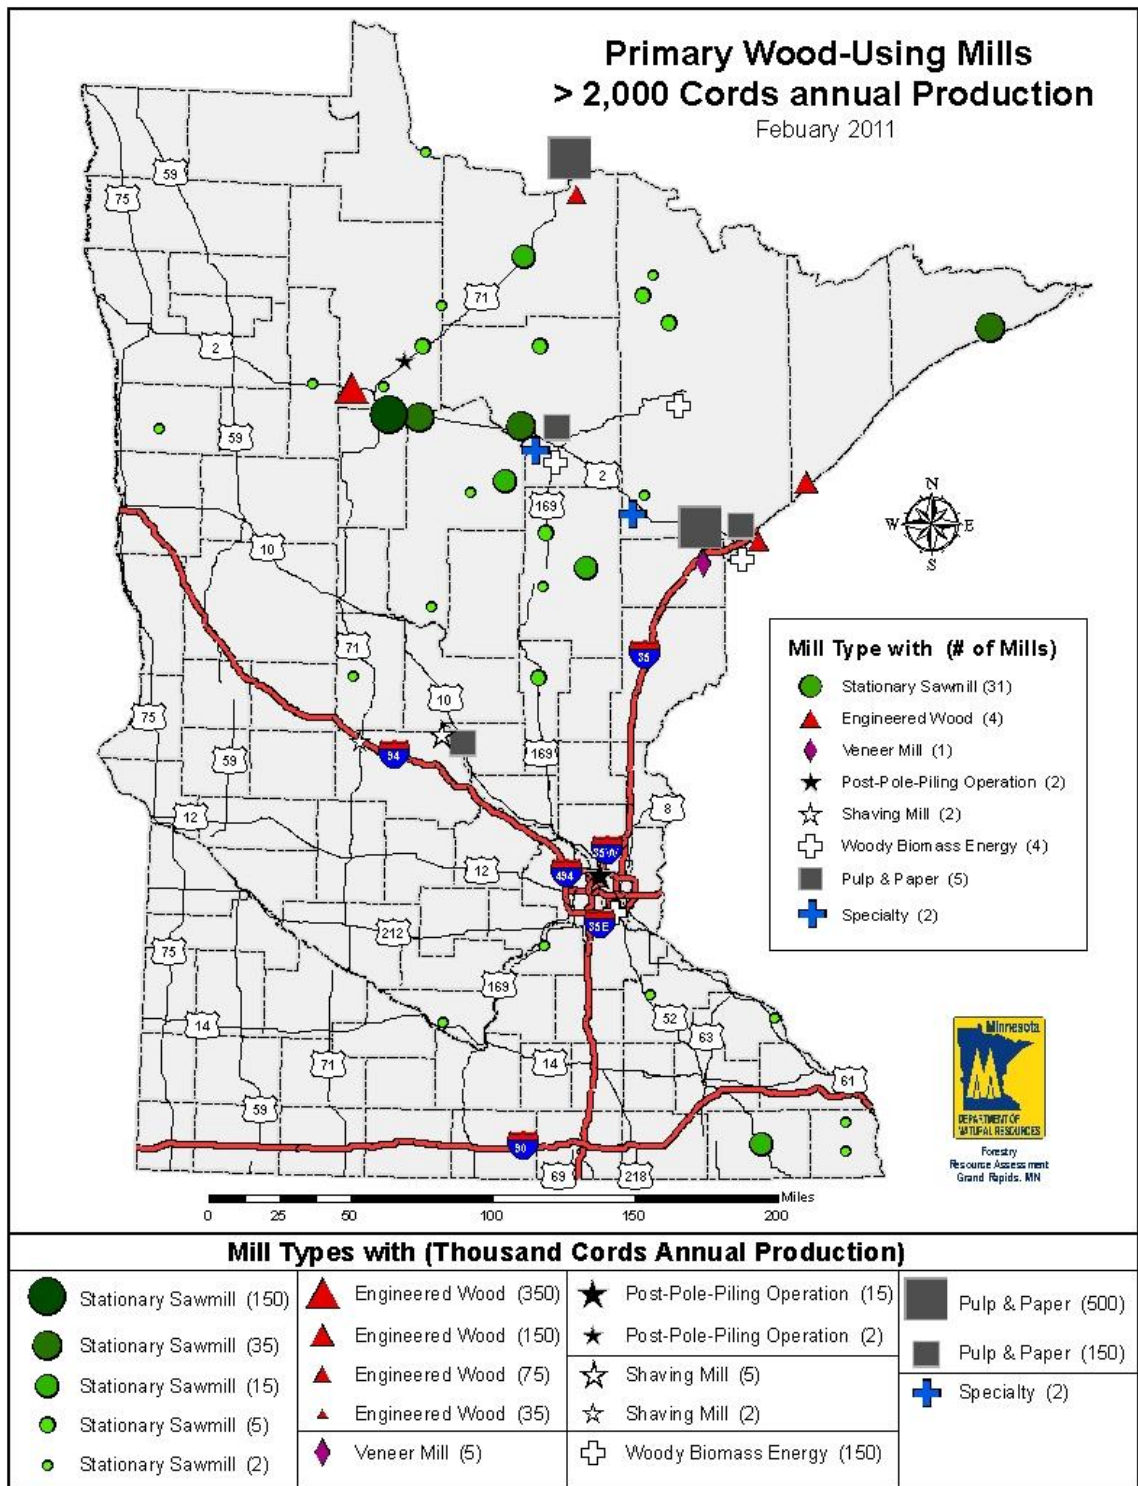 Primary Wood-Using Mills
> 2,000 Cords annual Production
Febuary 2011
59
75
71
2
59
2
169
10
N
W E
S
71
35
10
75
59
94
169
8
12
35W
494
12
35E
212
75
169
14
52
63
71
14
61
59
90
69
218
Mill Type with (# of Mills)
Stationary Sawmill (31)
Engineered Wood (4)
Veneer Mill (1)
Post-Pole-Piling Operation (2)
Shaving Mill (2)
Woody Biomass Energy (4)
Pulp & Paper (5)
Specialty (2)
Minnesota
DEPARTMENT OF
NATURAL RESOURCES
Forestry
Resource Assessment
Grand Rapids, MN
Miles
0 25 50 100 150 200
Mill Types with (Thousand Cords Annual Production)
Stationary Sawmill (150)
Stationary Sawmill (35)
Stationary Sawmill (15)
Stationary Sawmill (5)
Stationary Sawmill (2)
Engineered Wood (350)
Engineered Wood (150)
Engineered Wood (75)
Engineered Wood (35)
Veneer Mill (5)
Post-Pole-Piling Operation (15)
Post-Pole-Piling Operation (2)
Shaving Mill (5)
Shaving Mill (2)
Woody Biomass Energy (150)
Pulp & Paper (500)
Pulp & Paper (150)
Specialty (2)